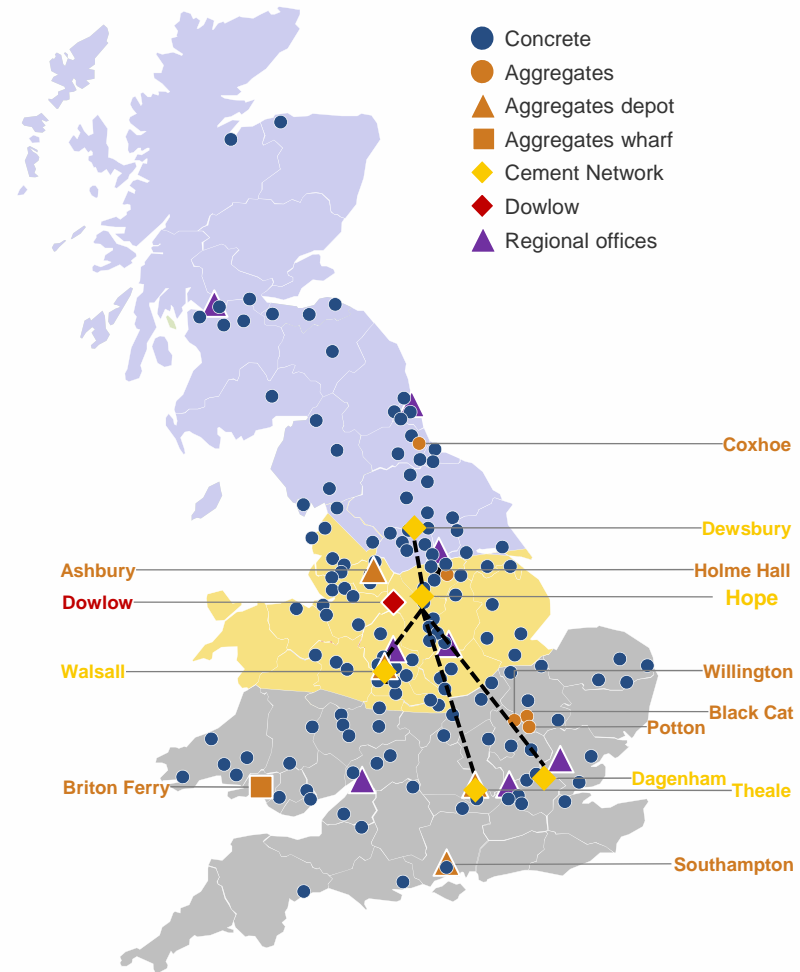 Concrete
Aggregates
Aggregates depot
Aggregates wharf
Cement Network
Dowlow
Regional offices
Coxhoe
Dewsbury
Ashbury
Holme Hall
Dowlow
Hope
Walsall
Willington
Black Cat
Potton
Dagenham
Briton Ferry
Theale
Southampton